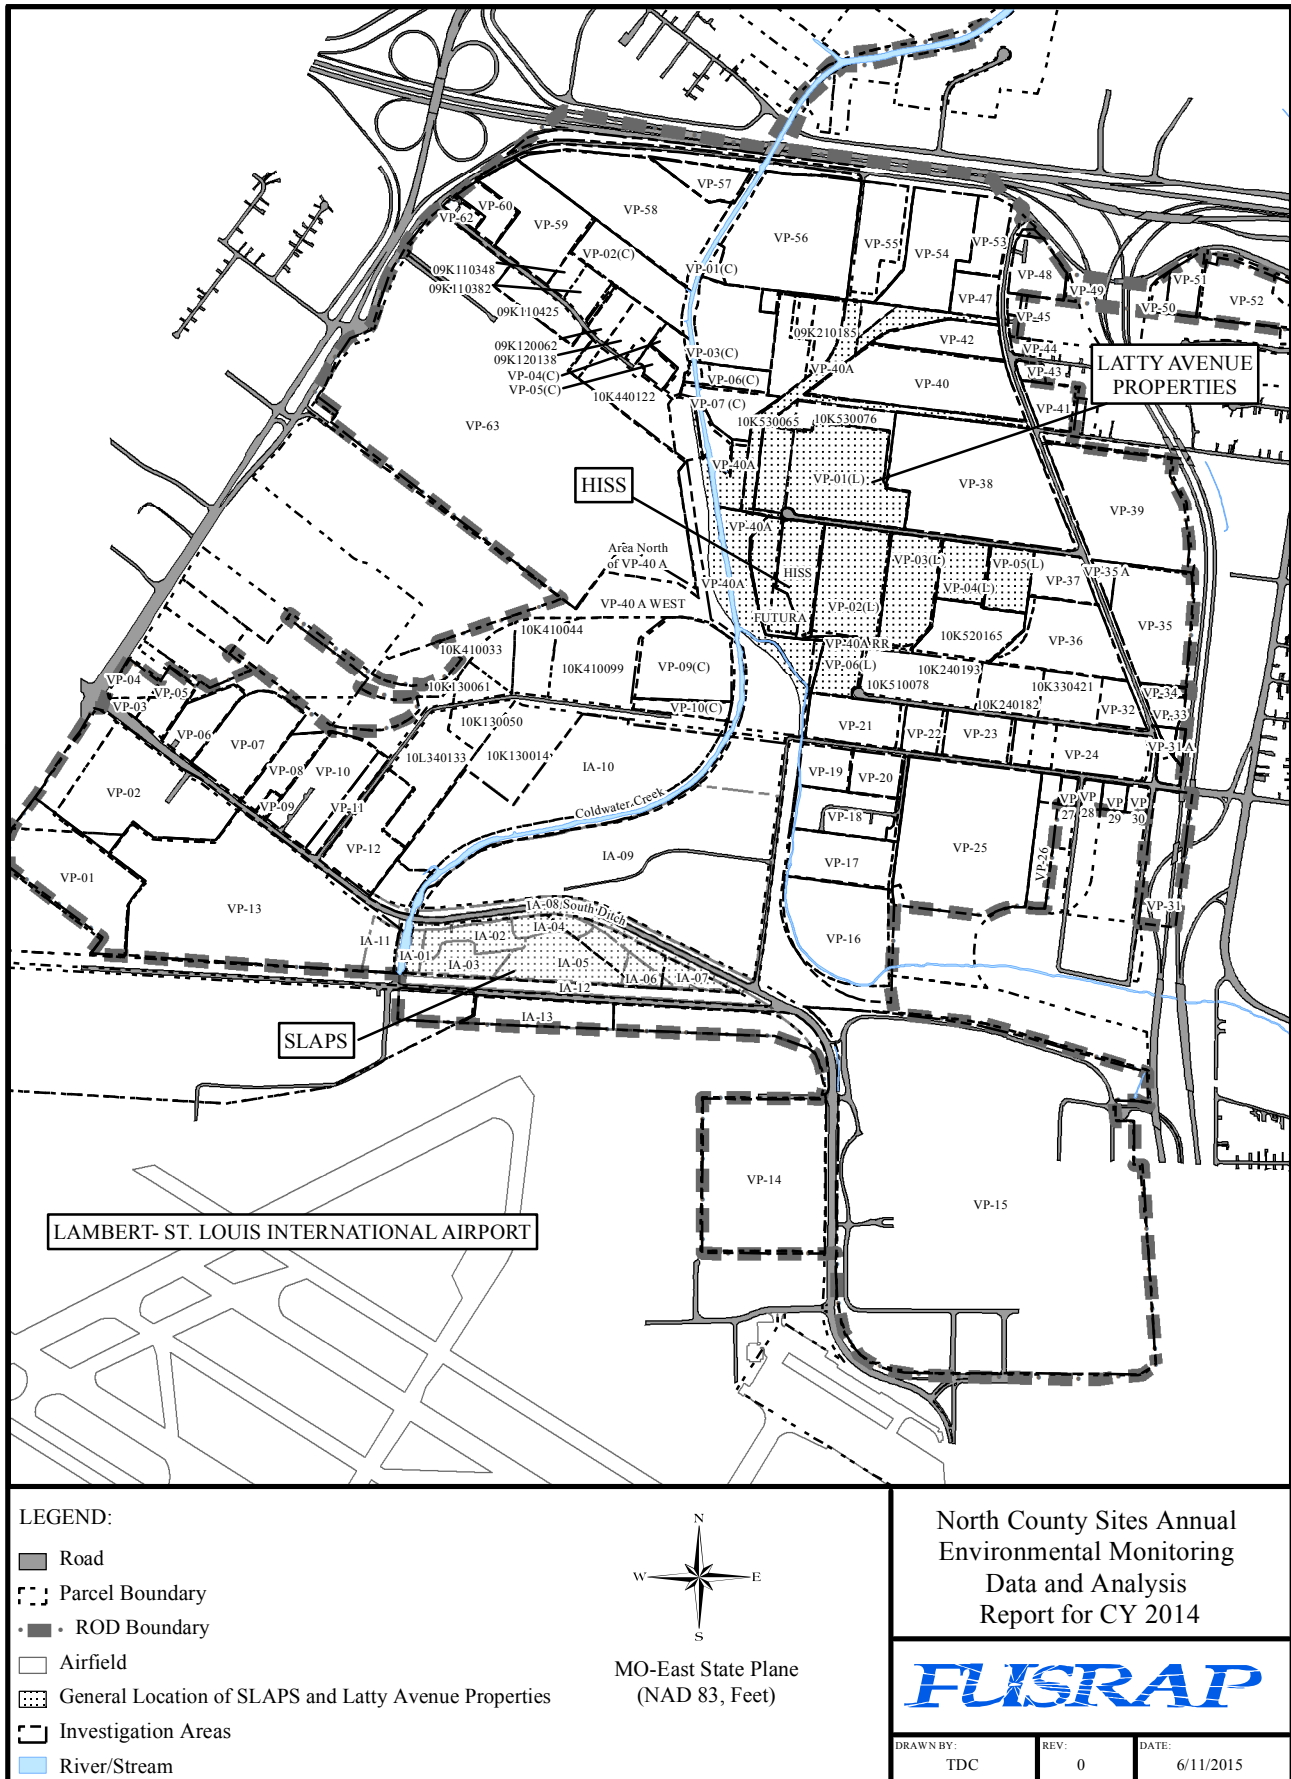 VP-57
VP-58
VP-60
VP-62
VP-59
VP-56
VP-55
VP-54
VP-53
VP-02(C)
VP-01(C)
VP-48
VP-49
VP-51
VP-50
VP-52
VP-47
VP-45
09K110348
09K110382
09K110425
09K120062
09K120138
VP-04(C)
VP-05(C)
10K440122
09K210185
VP-42
VP-44
VP-43
VP-03(C)
VP-06(C)
VP-40A
VP-40
VP-41
LATTY AVENUE
PROPERTIES
VP-07 (C)
10K530065
10K530076
VP-63
VP-40A
VP-01(L)
VP-38
VP-39
HISS
VP-40A
Area North
of VP-40 A
VP-40A
HISS
VP-03(L)
VP-05(L)
VP-04(L)
VP-37
VP-35A
VP-40 A WEST
FUTURA
VP-02(L)
VP-35
10K410044
10K410033
10K410099
VP-09(C)
VP-40A RR
VP-06(L)
10K520165
VP-36
10K240193
10K510078
10K330421
10K240182
VP-34
VP-33
VP-32
VP-04
VP-05
VP-03
10K130061
VP-10(C)
10K130050
VP-06
VP-07
10L340133
10K130014
IA-10
VP-21
VP-22
VP-23
VP-24
VP-31A
VP-02
VP-08
VP-10
VP-09
VP-11
VP-19
VP-20
VP-18
VP
27
VP
28
VP
29
VP
30
Coldwater Creek
VP-12
IA-09
VP-17
VP-25
VP-26
VP-01
VP-13
IA-08
South Ditch
VP-31
IA-11
IA-01
IA-02
IA-04
IA-03
IA-05
IA-06
IA-07
IA-12
IA-13
VP-16
SLAPS
VP-14
VP-15
LAMBERT- ST. LOUIS INTERNATIONAL AIRPORT
LEGEND:
Road
Parcel Boundary
ROD Boundary
Airfield
General Location of SLAPS and Latty Avenue Properties
Investigation Areas
River/Stream
N
W
E
S
MO-East State Plane
(NAD 83, Feet)
North County Sites Annual
Environmental Monitoring
Data and Analysis
Report for CY 2014
FUSRAP
DRAWN BY:
TDC
REV:
0
DATE:
6/11/2015